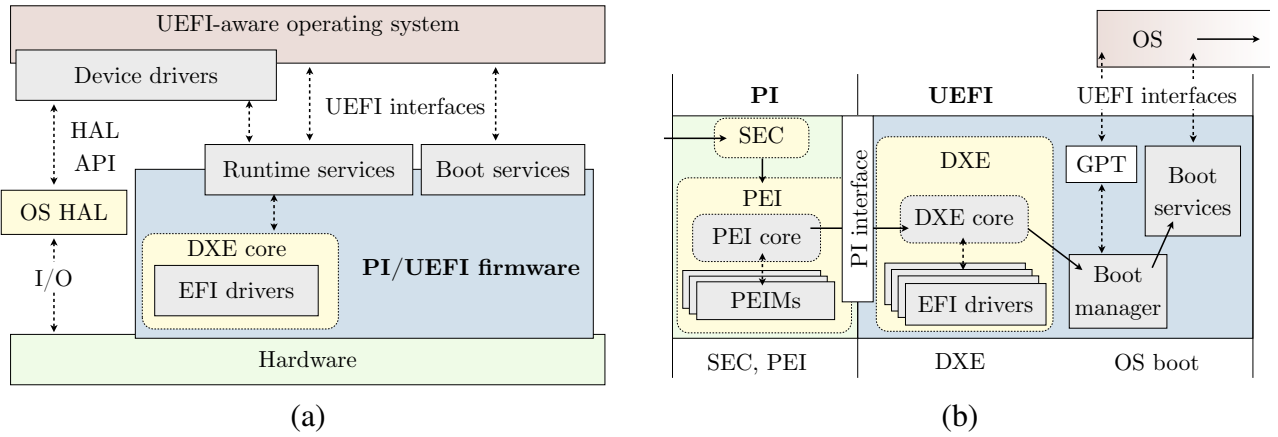 UEFI-aware operating system
Device drivers
UEFI interfaces
HAL
API
Runtime services
Boot services
OS HAL
DXE core
PI/UEFI firmware
EFI drivers
I/O
Hardware
(a)
OS
PI
UEFI
UEFI interfaces
SEC
PI interface
DXE
GPT
Boot
services
PEI
PEI core
DXE core
PEIMs
EFI drivers
Boot
manager
SEC, PEI
DXE
OS boot
(b)